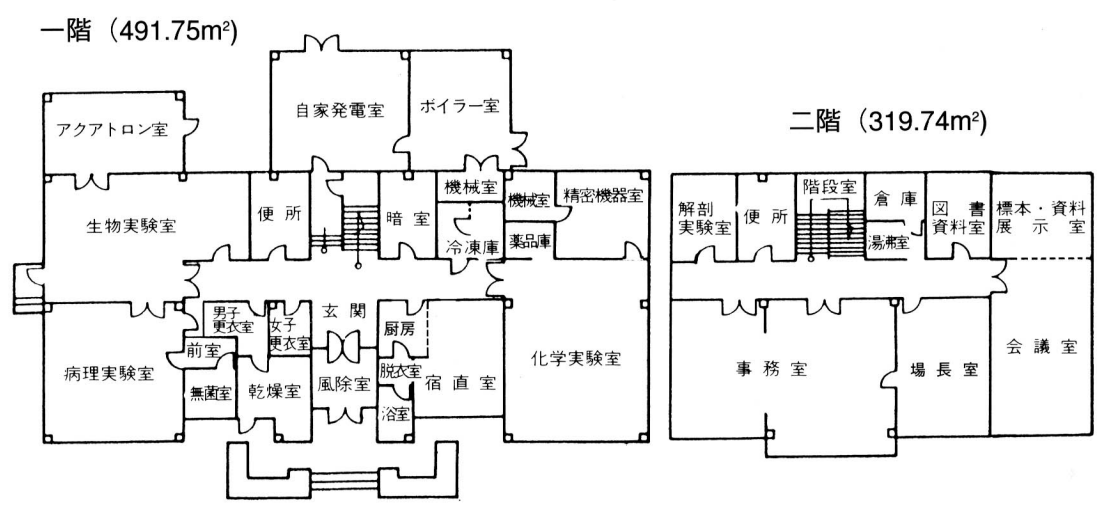 一階（491.75m²)
自家発電室
ボイラー室
アクアトロン室
生物実験室
便所
暗室
機械室
冷凍庫
機械室
薬品庫
精密機器室
男子
更衣室
女子
更衣室
玄関
厨房
前室
病理実験室
無菌室
乾燥室
風除室
脱衣室
浴室
宿直室
化学実験室
二階（319.74m²)
解剖
実験室
便所
階段室
倉庫
湯沸室
図書
資料室
標本・資料
展示室
事務室
場長室
会議室